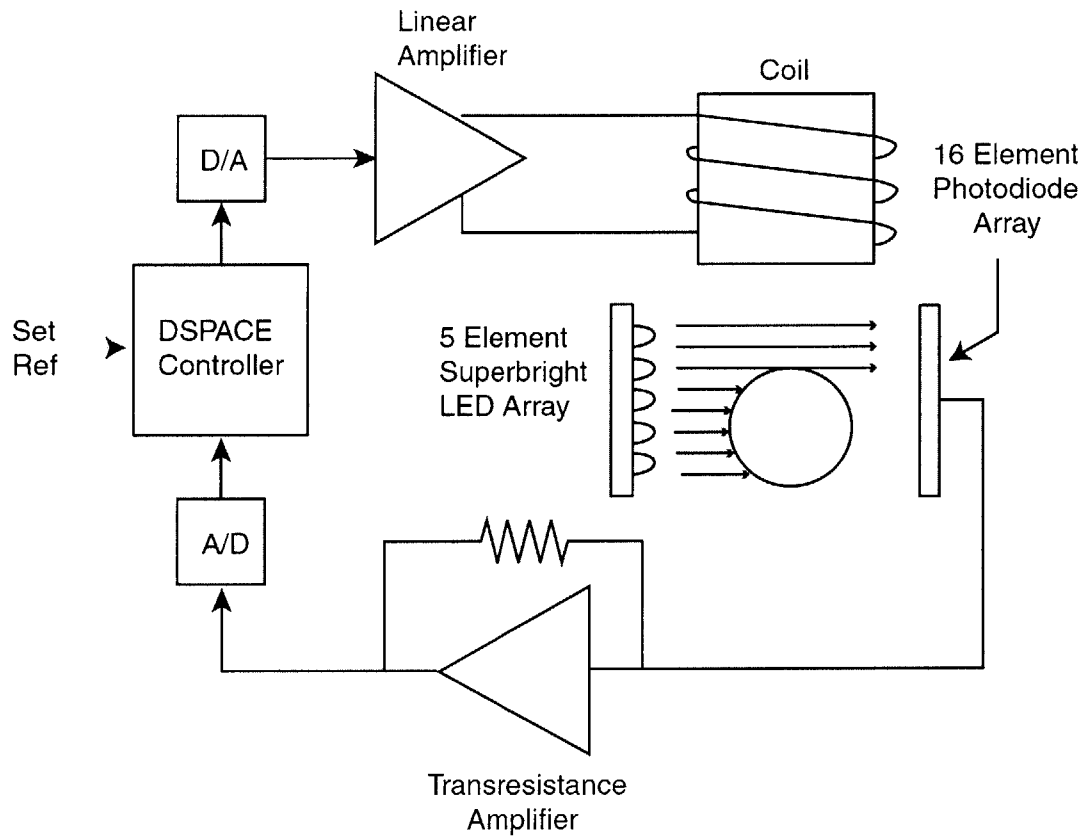 Linear
Amplifier
Coil
D/A
16 Element
Photodiode
Array
Set
Ref
DSPACE
Controller
5 Element
Superbright
LED Array
A/D
Transresistance
Amplifier